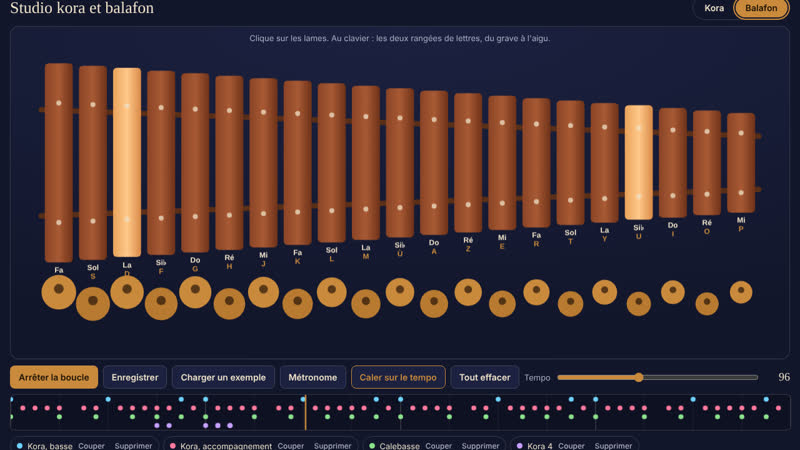 Studio kora et balafon
Kora Balafon
Clique sur les lames. Au clavier : les deux rangées de lettres, du grave à l'aigu.
Fa Sol La Si♭ Do Ré Mi Fa Sol La Si♭ Do Ré Mi Fa Sol La Si♭ Do Ré Mi
S D F G H J K L M Ù A Z E R T Y U I O P
Arrêter la boucle Enregistrer Charger un exemple Métronome Caler sur le tempo Tout effacer Tempo 96
Kora, basse Couper Supprimer Kora, accompagnement Couper Supprimer Calebasse Couper Supprimer Kora 4 Couper Supprimer